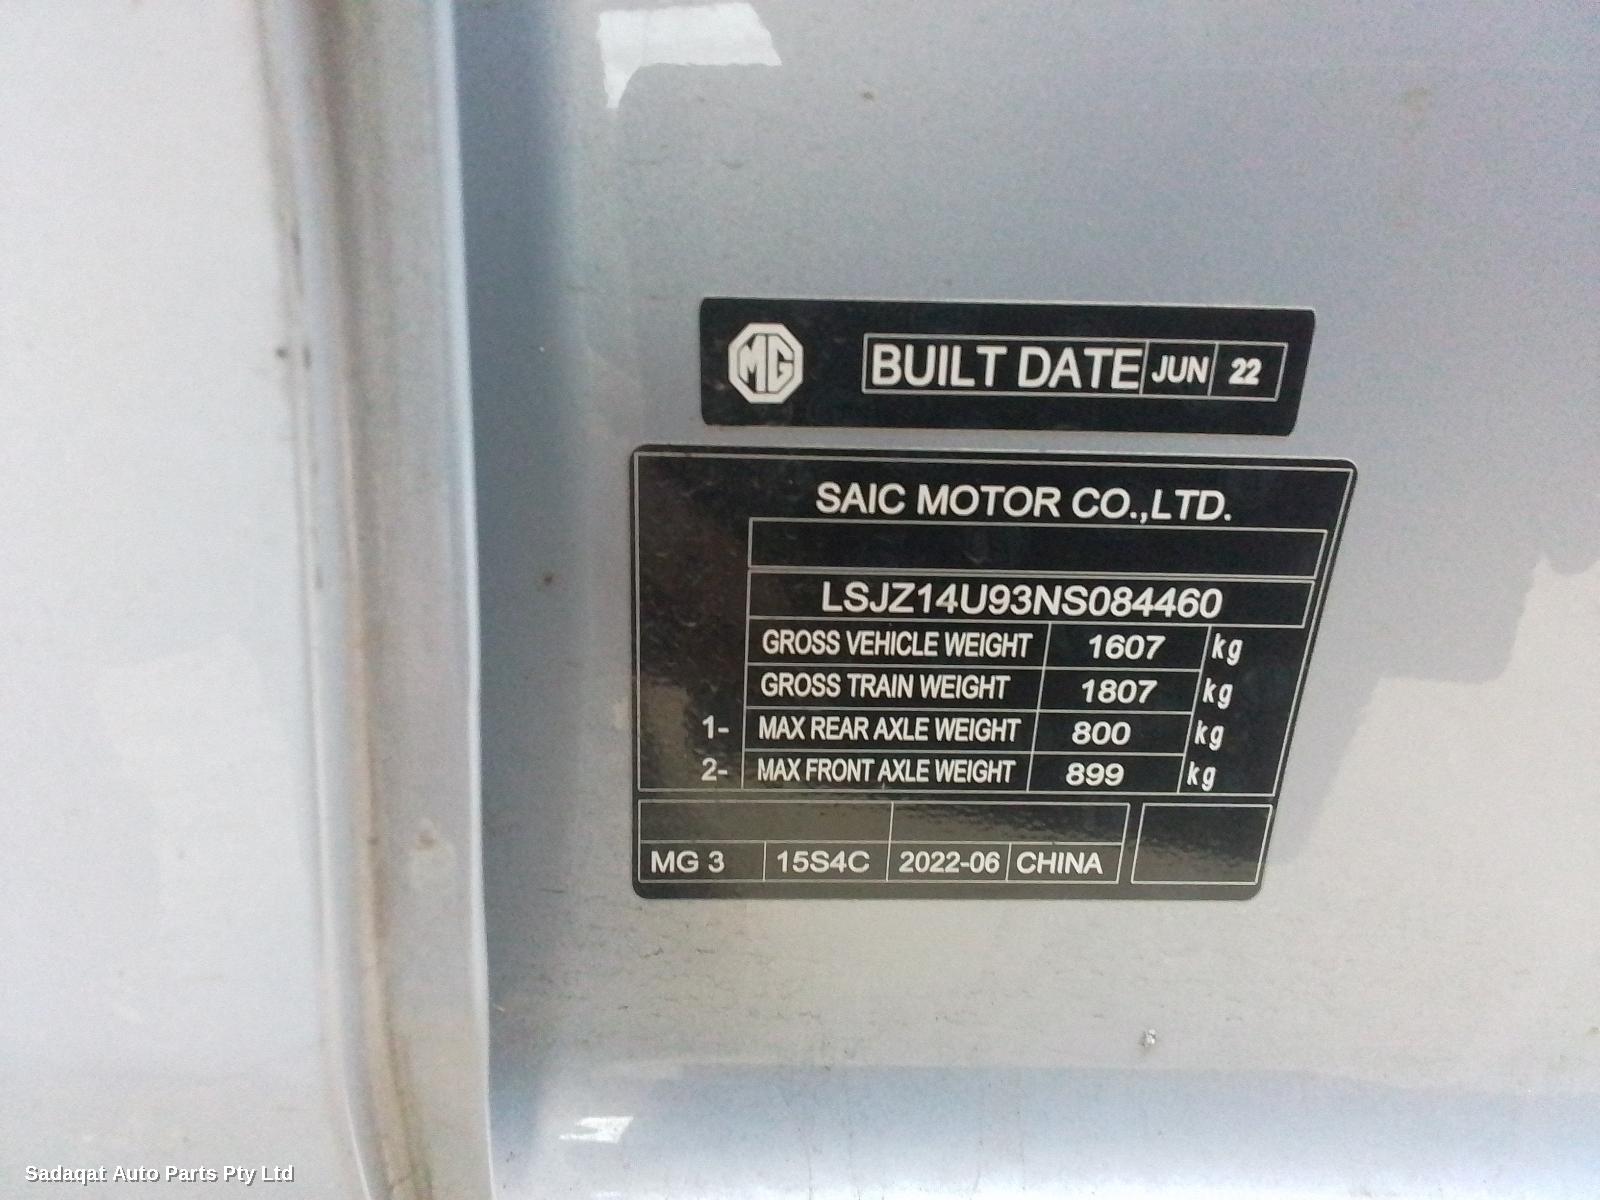 MG BUILT DATE JUN 22
SAIC MOTOR CO.,LTD.
LSJZ14U93NS084460
GROSS VEHICLE WEIGHT 1607 kg
GROSS TRAIN WEIGHT 1807 kg
1- MAX REAR AXLE WEIGHT 800 kg
2- MAX FRONT AXLE WEIGHT 899 kg
MG 3 15S4C 2022-06 CHINA
Sadaqat Auto Parts Pty Ltd